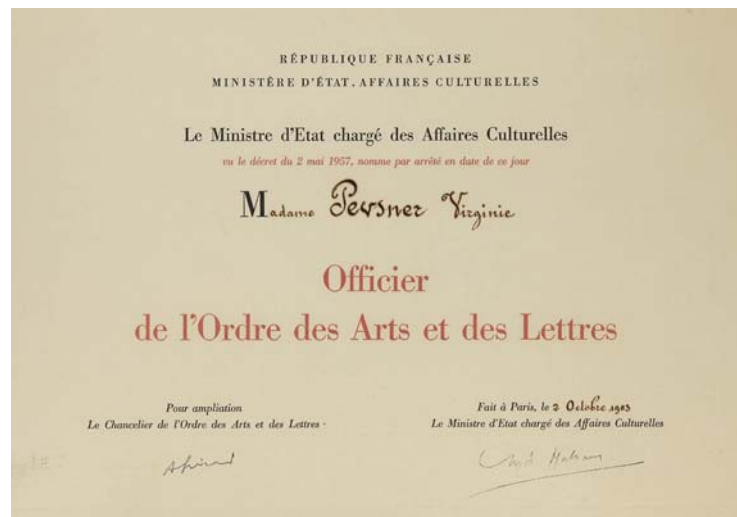 RÉPUBLIQUE FRANÇAISE
MINISTÈRE D'ÉTAT. AFFAIRES CULTURELLES
Le Ministre d'Etat chargé des Affaires Culturelles
vu le décret du 2 mai 1957, nomme par arrêté en date de ce jour
Madame Pevsner Virginie
Officier
de l'Ordre des Arts et des Lettres
Pour ampliation
Le Chancelier de l'Ordre des Arts et des Lettres
Fait à Paris, le 2 Octobre
Le Ministre d'Etat chargé des Affaires Culturelles